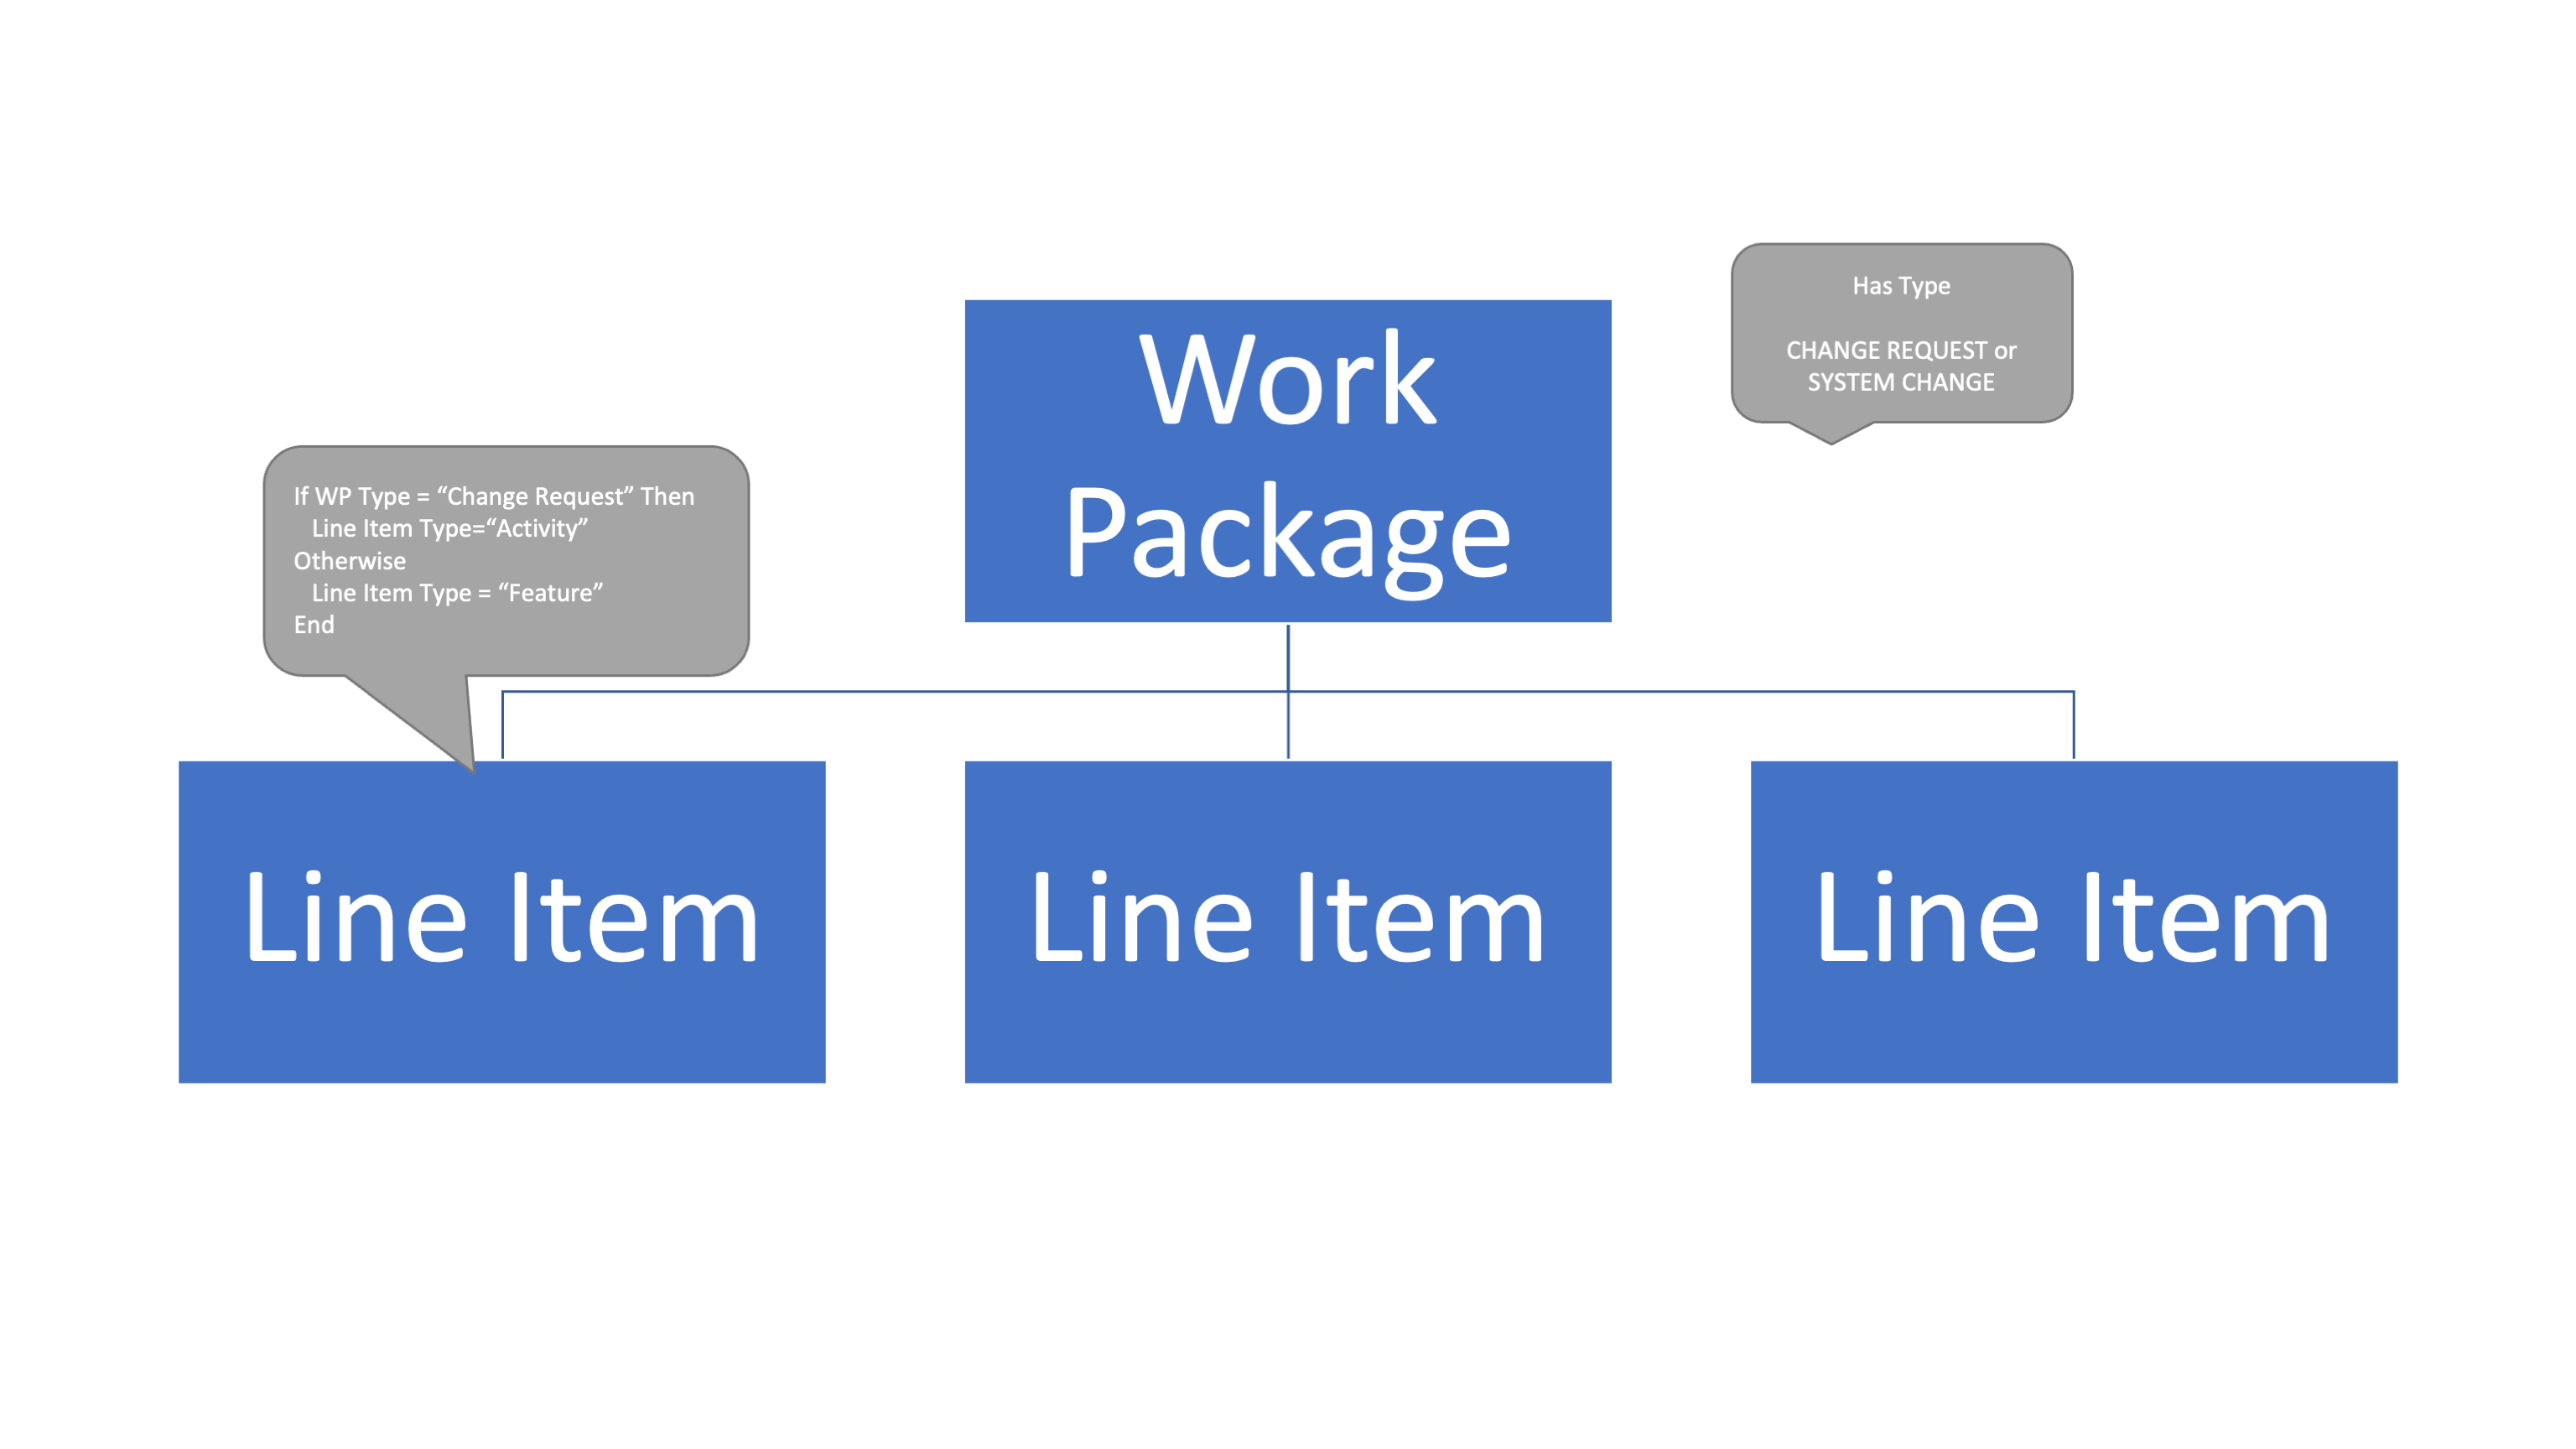 Work
Package
Has Type
CHANGE REQUEST or
SYSTEM CHANGE
If WP Type = “Change Request” Then
Line Item Type=“Activity”
Otherwise
Line Item Type = “Feature”
End
Line Item
Line Item
Line Item